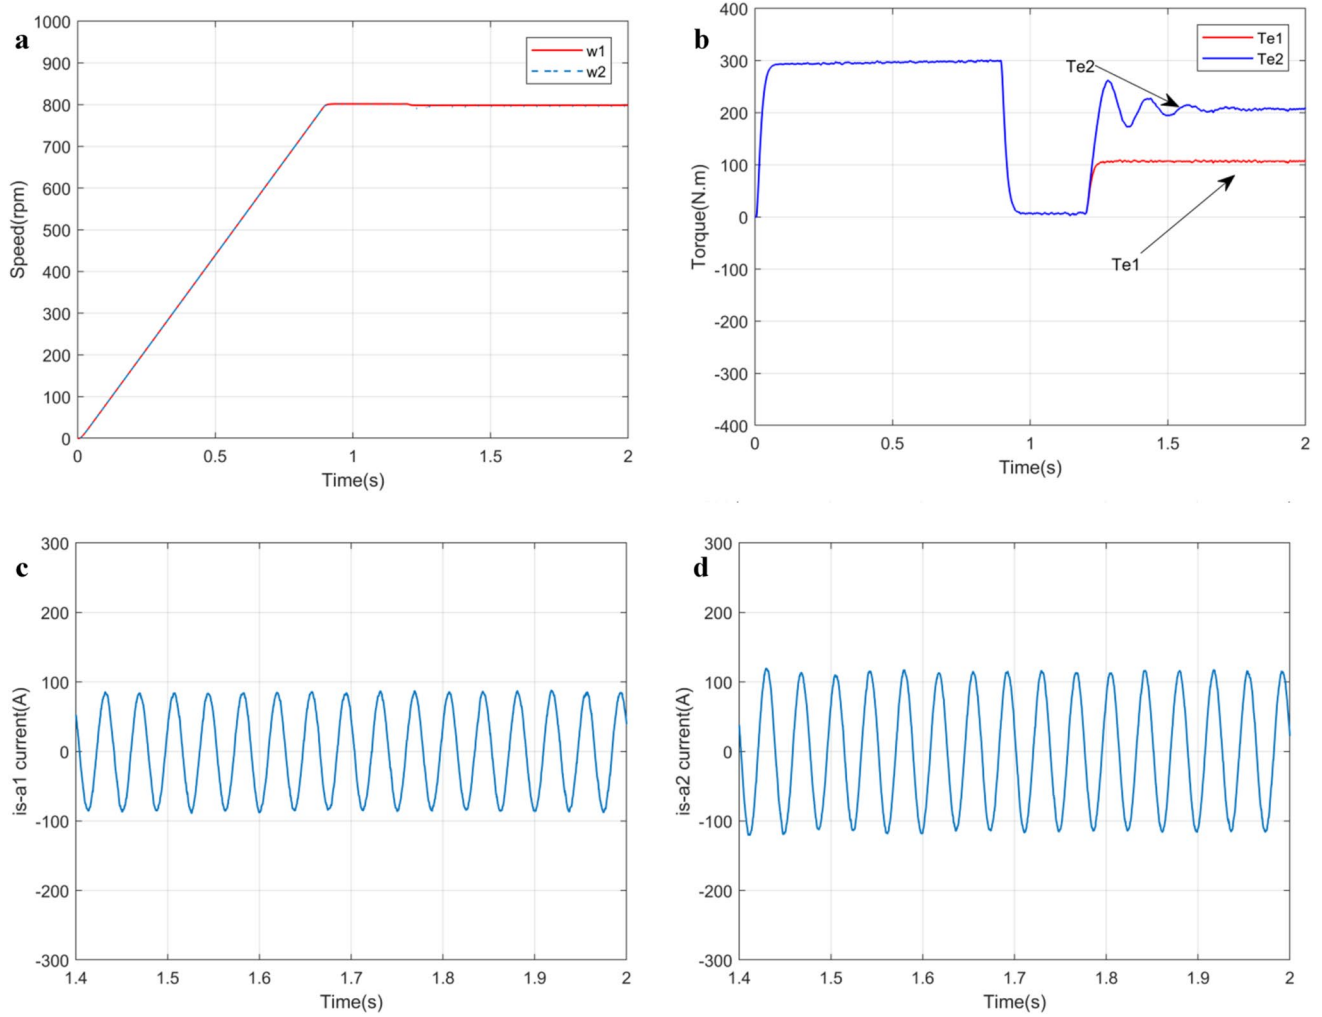 a
1000
900
800
700
600
500
400
300
200
100
0
Speed(rpm)
w1
w2
0 0.5 1 1.5 2
Time(s)
b
400
300
200
100
0
-100
-200
-300
-400
Torque(N.m)
Te1
Te2
Te2
Te1
0 0.5 1 1.5 2
Time(s)
c
300
200
100
0
-100
-200
-300
is-a1 current(A)
1.4 1.5 1.6 1.7 1.8 1.9 2
Time(s)
d
300
200
100
0
-100
-200
-300
is-a2 current(A)
1.4 1.5 1.6 1.7 1.8 1.9 2
Time(s)